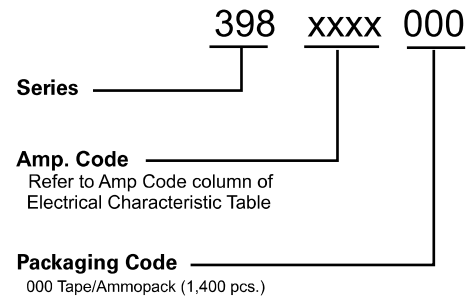 398 xxxx 000
Series
Amp. Code
Refer to Amp Code column of
Electrical Characteristic Table
Packaging Code
000 Tape/Ammopack (1,400 pcs.)